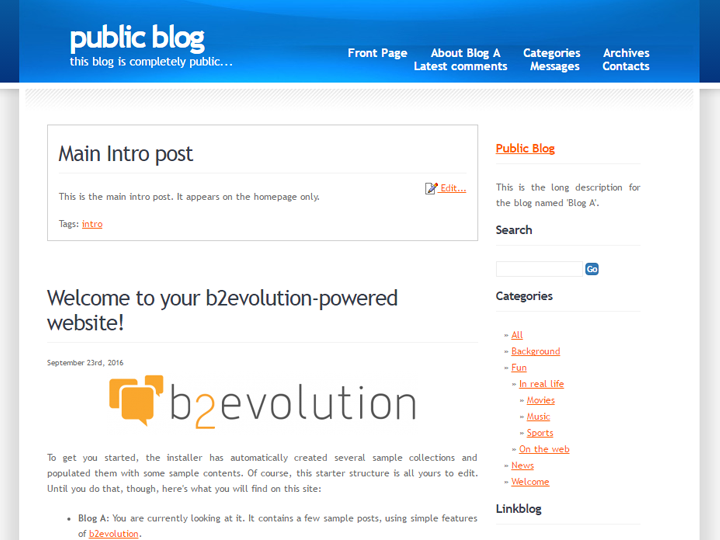 public blog
this blog is completely public...
Front Page About Blog A Categories Archives
Latest comments Messages Contacts
Main Intro post
Edit...
This is the main intro post. It appears on the homepage only.
Tags: intro
Welcome to your b2evolution-powered
website!
September 23rd, 2016
b2evolution
To get you started, the installer has automatically created several sample collections and
populated them with some sample contents. Of course, this starter structure is all yours to edit.
Until you do that, though, here's what you will find on this site:
• Blog A: You are currently looking at it. It contains a few sample posts, using simple features
of b2evolution.
Public Blog
This is the long description for
the blog named 'Blog A'.
Search
Go
Categories
» All
» Background
» Fun
» In real life
» Movies
» Music
» Sports
» On the web
» News
» Welcome
Linkblog